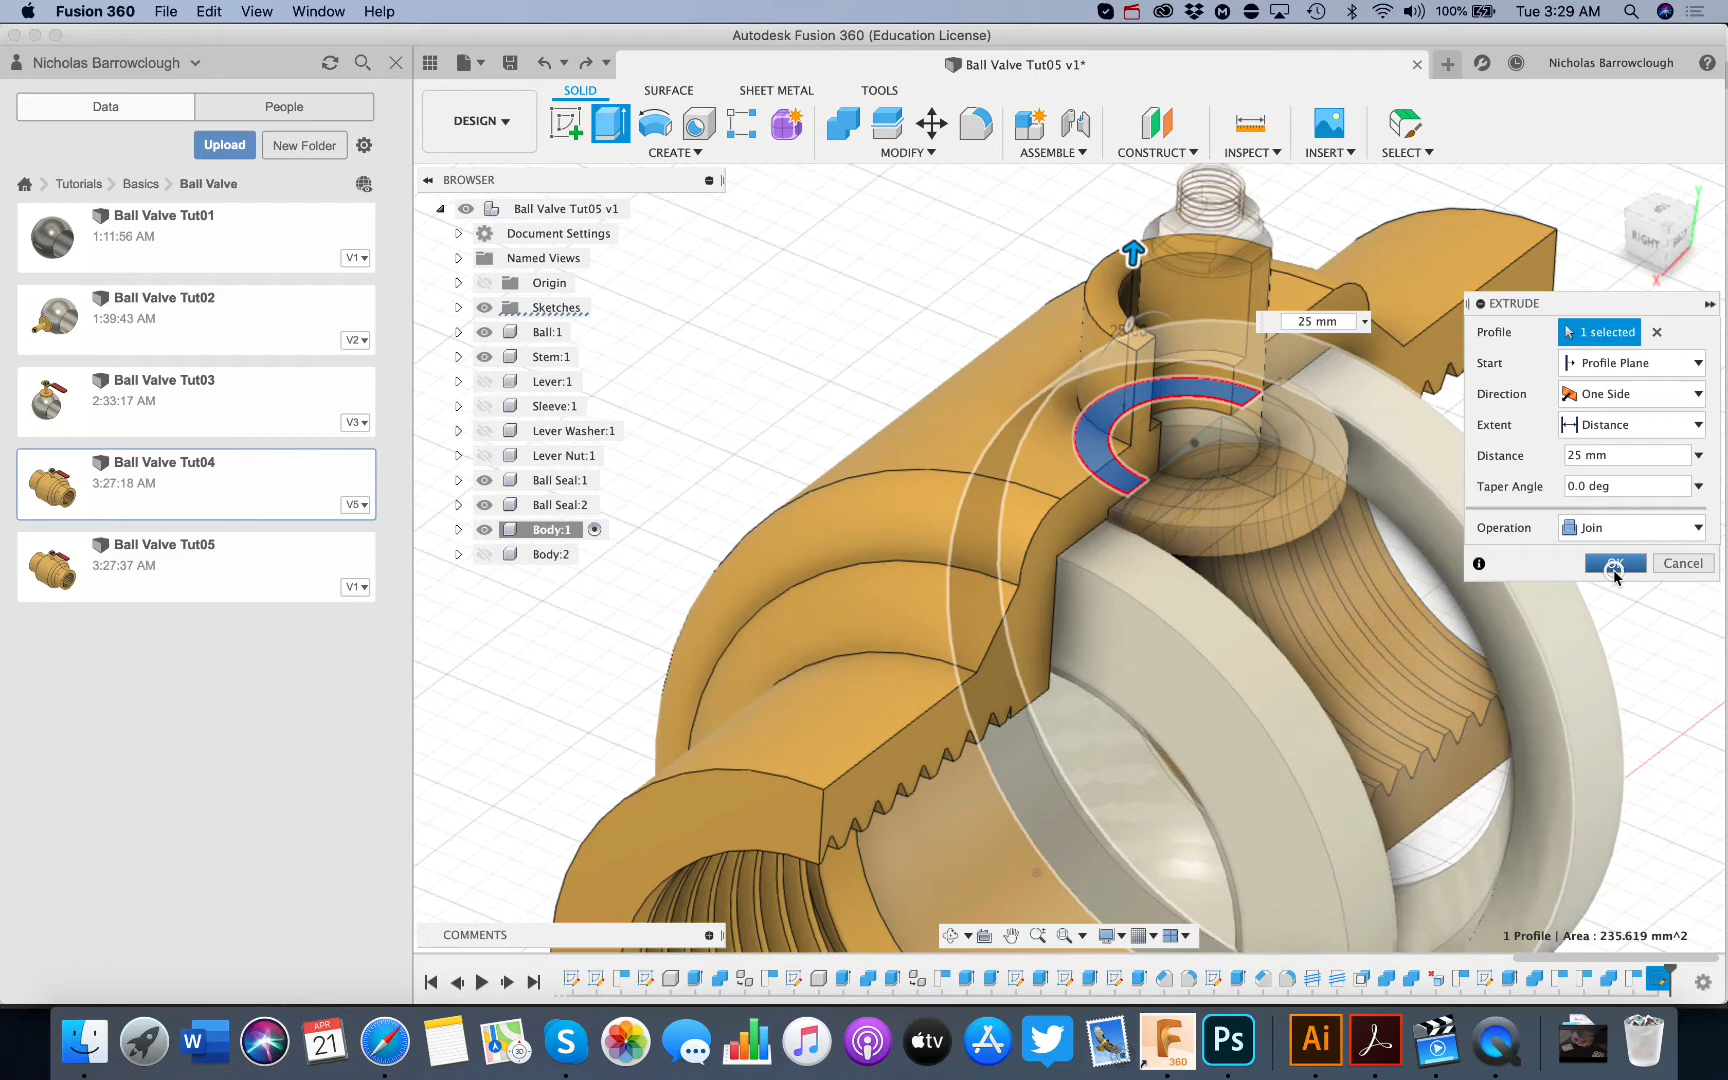 Fusion 360 File Edit View Window Help
100%
Tue 3:29 AM
Autodesk Fusion 360 (Education License)
Nicholas Barrowclough
Ball Valve Tut05 v1*
Nicholas Barrowclough
Data
People
Upload
New Folder
Tutorials
Basics
Ball Valve
Ball Valve Tut01
1:11:56 AM
V1
Ball Valve Tut02
1:39:43 AM
V2
Ball Valve Tut03
2:33:17 AM
V3
Ball Valve Tut04
3:27:18 AM
V5
Ball Valve Tut05
3:27:37 AM
V1
SOLID
SURFACE
SHEET METAL
TOOLS
DESIGN
CREATE
MODIFY
ASSEMBLE
CONSTRUCT
INSPECT
INSERT
SELECT
BROWSER
Ball Valve Tut05 v1
Document Settings
Named Views
Origin
Sketches
Ball:1
Stem:1
Lever:1
Sleeve:1
Lever Washer:1
Lever Nut:1
Ball Seal:1
Ball Seal:2
Body:1
Body:2
25 mm
RIGHT
EXTRUDE
Profile
1 selected
Start
Profile Plane
Direction
One Side
Extent
Distance
Distance
25 mm
Taper Angle
0.0 deg
Operation
Join
OK
Cancel
COMMENTS
1 Profile | Area : 235.619 mm^2
APR
21
W
S
tv
F
360
Ps
Ai